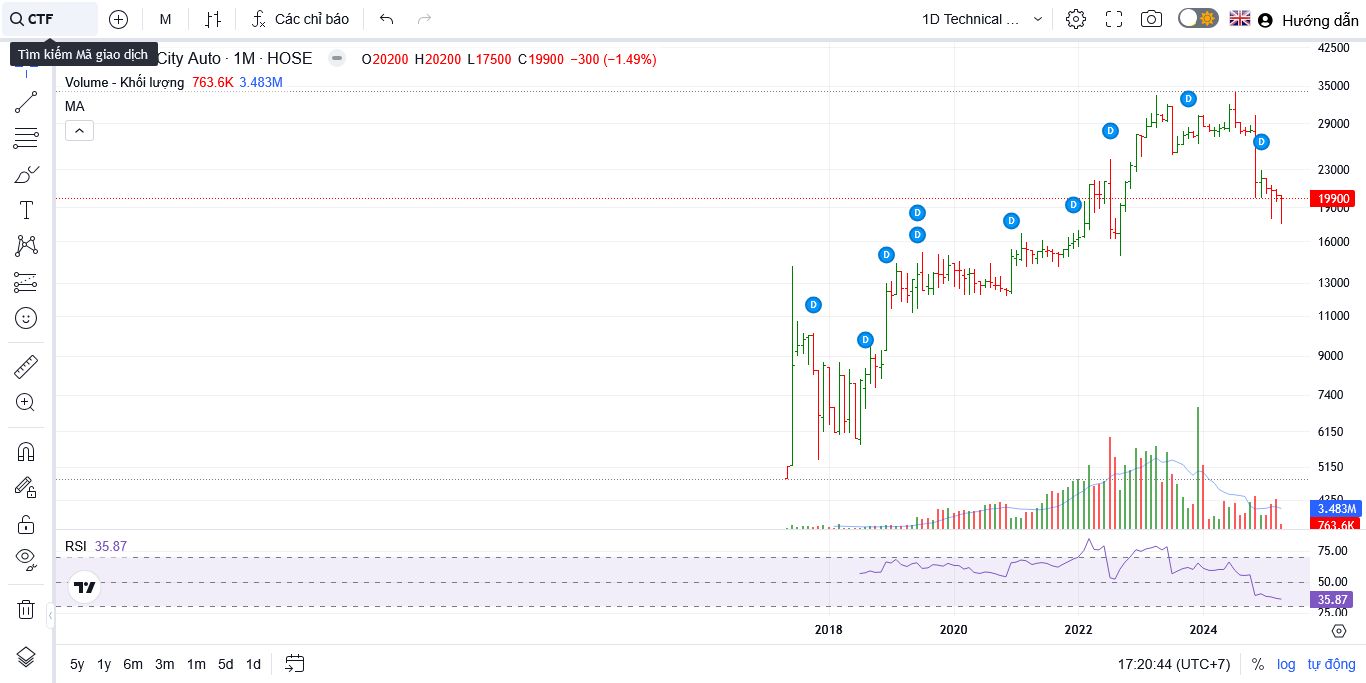 CTF
M
Các chỉ báo
1D Technical ...
Hướng dẫn
Tìm kiếm Mã giao dịch
City Auto · 1M · HOSE
O20200 H20200 L17500 C19900 −300 (−1.49%)
Volume - Khối lượng 763.6K 3.483M
MA
D
D
D
D
D
D
D
D
D
D
42500
35000
29000
23000
19900
19000
16000
13000
11000
9000
7400
6150
5150
4250
3.483M
763.6K
RSI 35.87
75.00
50.00
35.87
25.00
2018
2020
2022
2024
5y 1y 6m 3m 1m 5d 1d
17:20:44 (UTC+7)
% log tự động